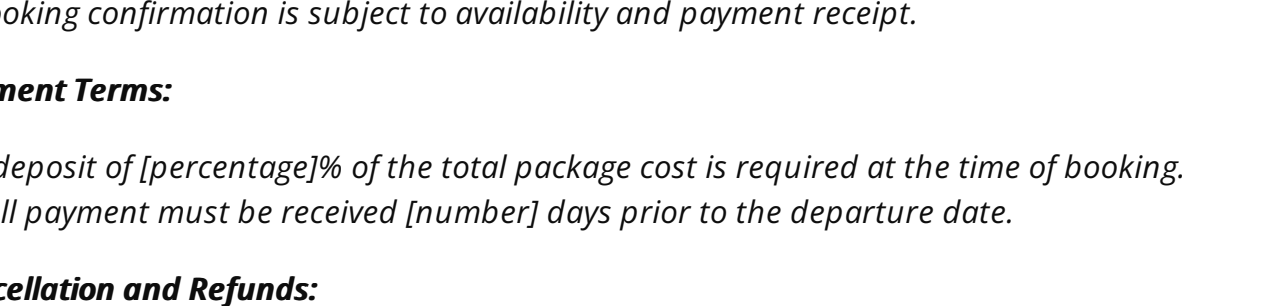 ooking confirmation is subject to availability and payment receipt.
ment Terms:
deposit of [percentage]% of the total package cost is required at the time of booking.
ll payment must be received [number] days prior to the departure date.
cellation and Refunds: